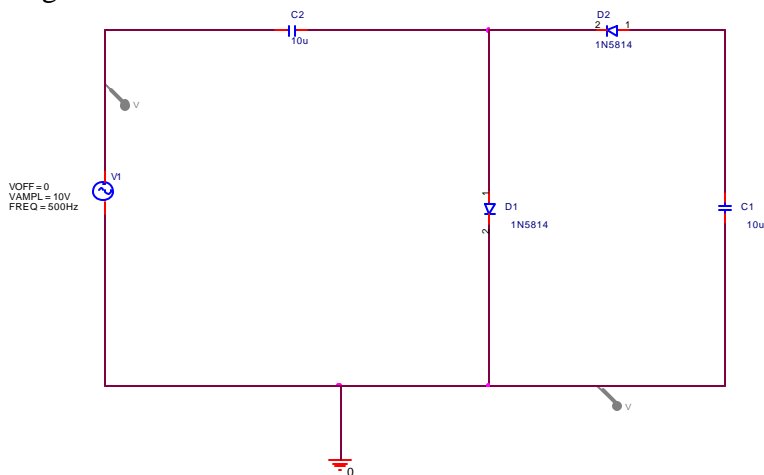 C2
10u
D2
2
1
1N5814
V
V1
VOFF = 0
VAMPL = 10V
FREQ = 500Hz
1
D1
2
1N5814
C1
10u
V
0